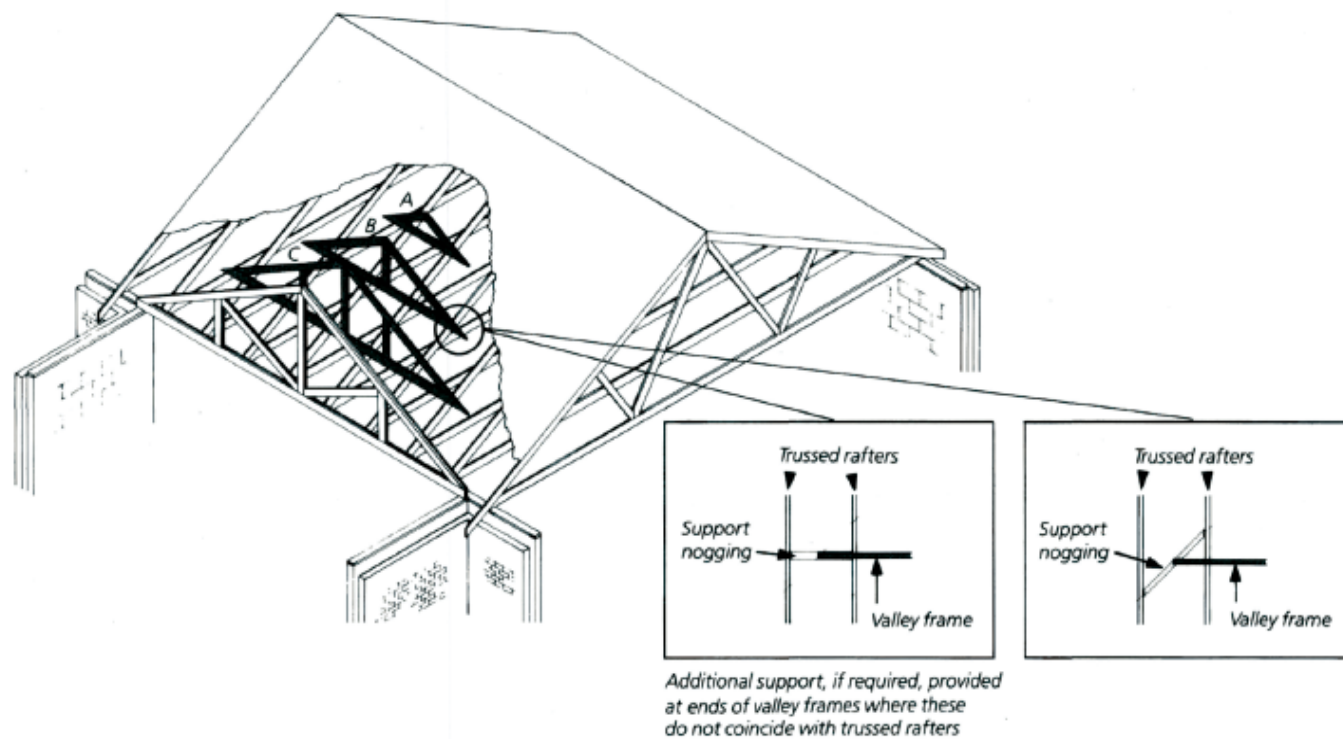 A
B
C
Trussed rafters
Support
nogging
Valley frame
Trussed rafters
Support
nogging
Valley frame
Additional support, if required, provided
at ends of valley frames where these
do not coincide with trussed rafters